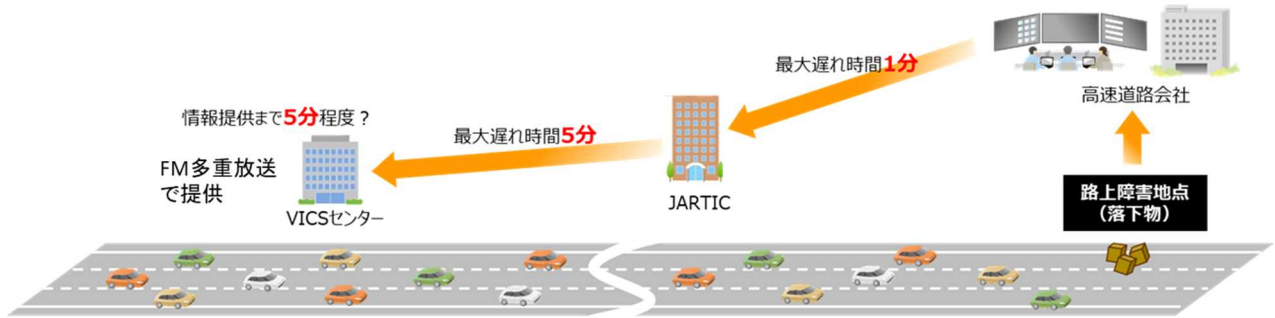 最大遅れ時間1分
高速道路会社
情報提供まで5分程度？
最大遅れ時間5分
FM多重放送
で提供
VICSセンター
JARTIC
路上障害地点
（落下物）